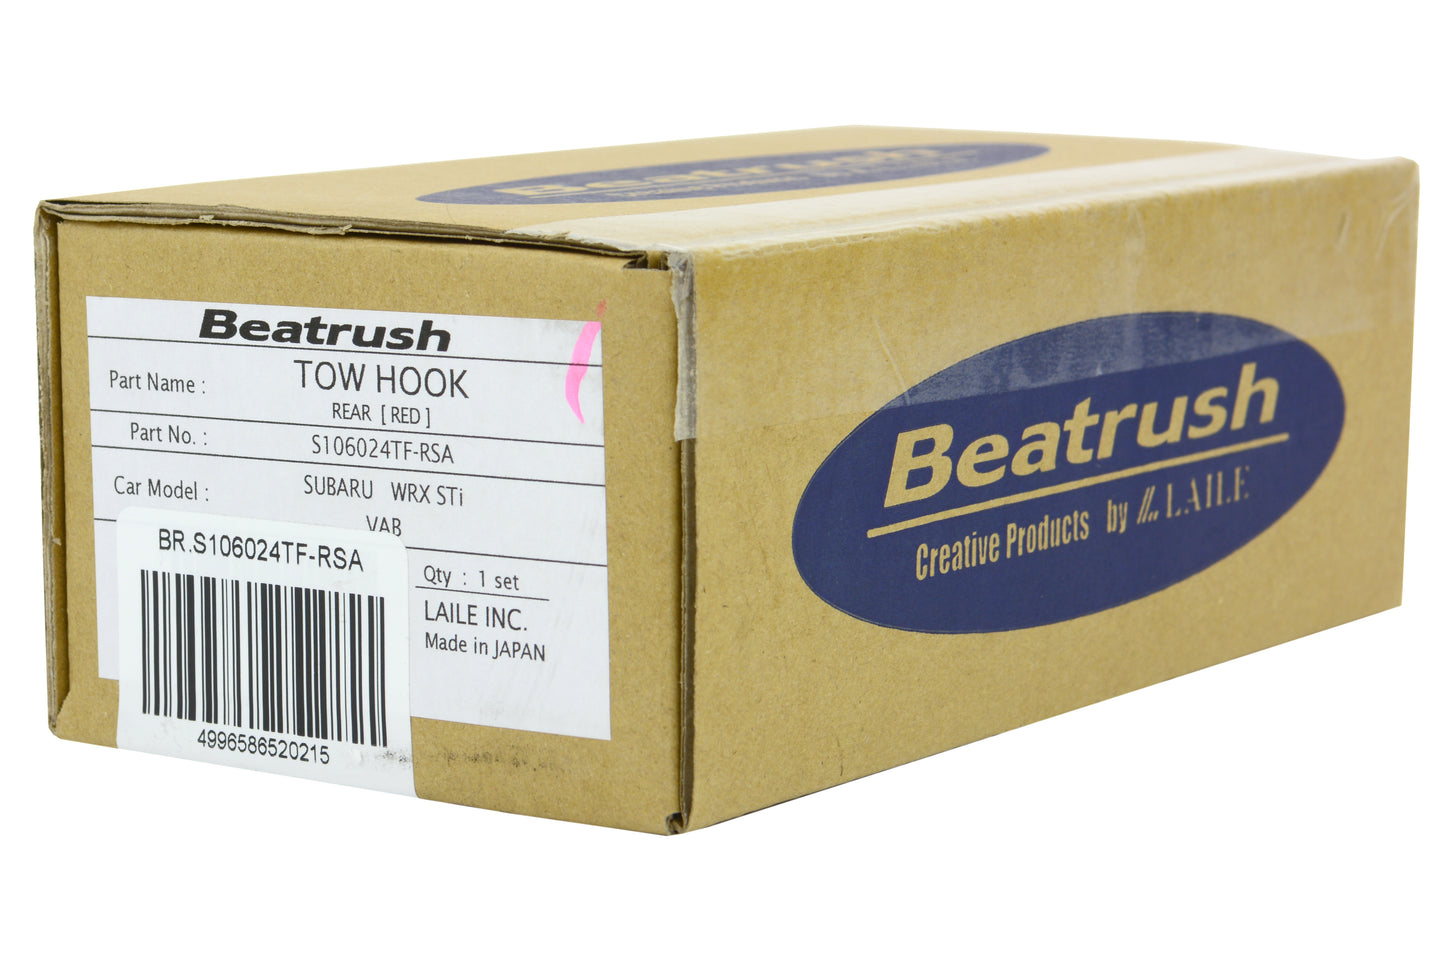 Beatrush
Beatrush
Part Name : TOW HOOK
REAR [ RED ]
Part No. : S106024TF-RSA
Car Model : SUBARU WRX STi
VAB
BR.S106024TF-RSA
4996586520215
Qty : 1 set
LAILE INC.
Made in JAPAN
Beatrush
Creative Products by LAILE